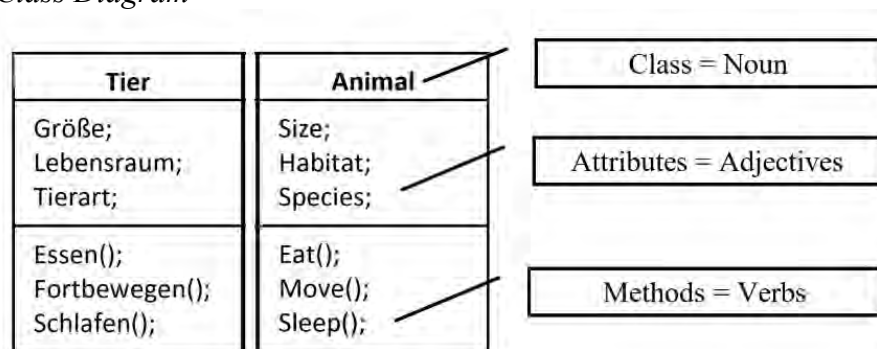 Class Diagram
Tier
Größe;
Lebensraum;
Tierart;
Essen();
Fortbewegen();
Schlafen();
Animal
Size;
Habitat;
Species;
Eat();
Move();
Sleep();
Class = Noun
Attributes = Adjectives
Methods = Verbs